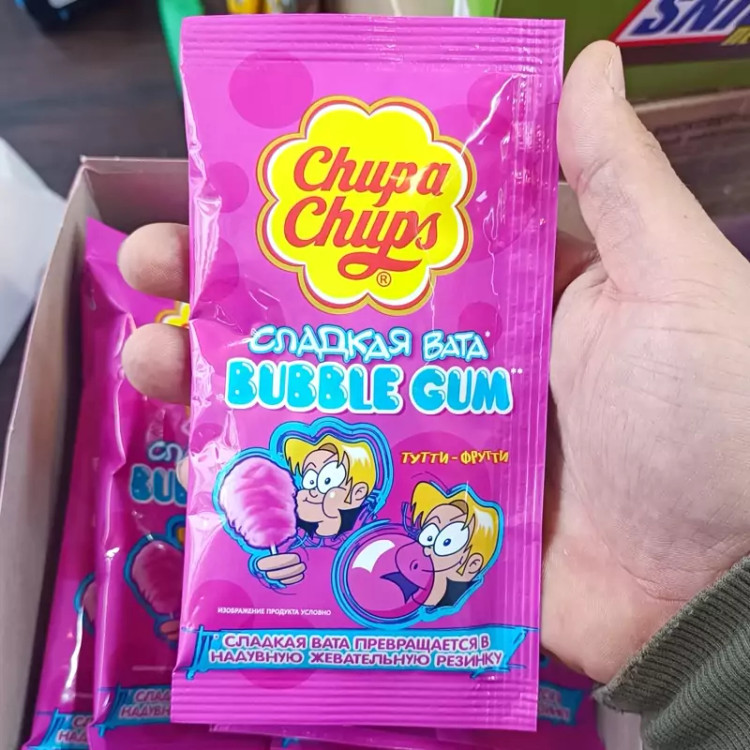 Chupa
Chups
®
"СЛАДКАЯ ВАТА"
BUBBLE GUM**
ТУТТИ-ФРУТТИ
ИЗОБРАЖЕНИЕ ПРОДУКТА УСЛОВНО
* СЛАДКАЯ ВАТА ПРЕВРАЩАЕТСЯ В
НАДУВНУЮ ЖЕВАТЕЛЬНУЮ РЕЗИНКУ